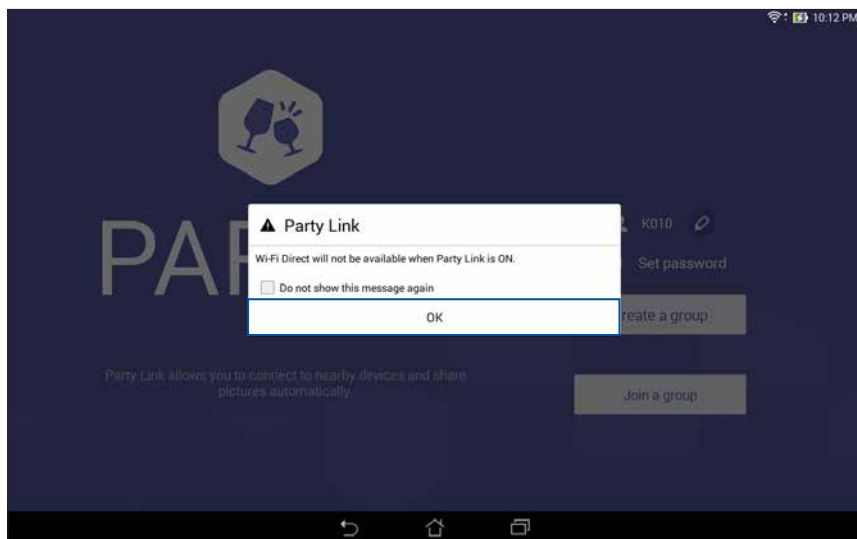 10:12 PM
PAR
Party Link
Wi-Fi Direct will not be available when Party Link is ON.
Do not show this message again
OK
K010
Set password
reate a group
Party Link allows you to connect to nearby devices and share
pictures automatically.
Join a group